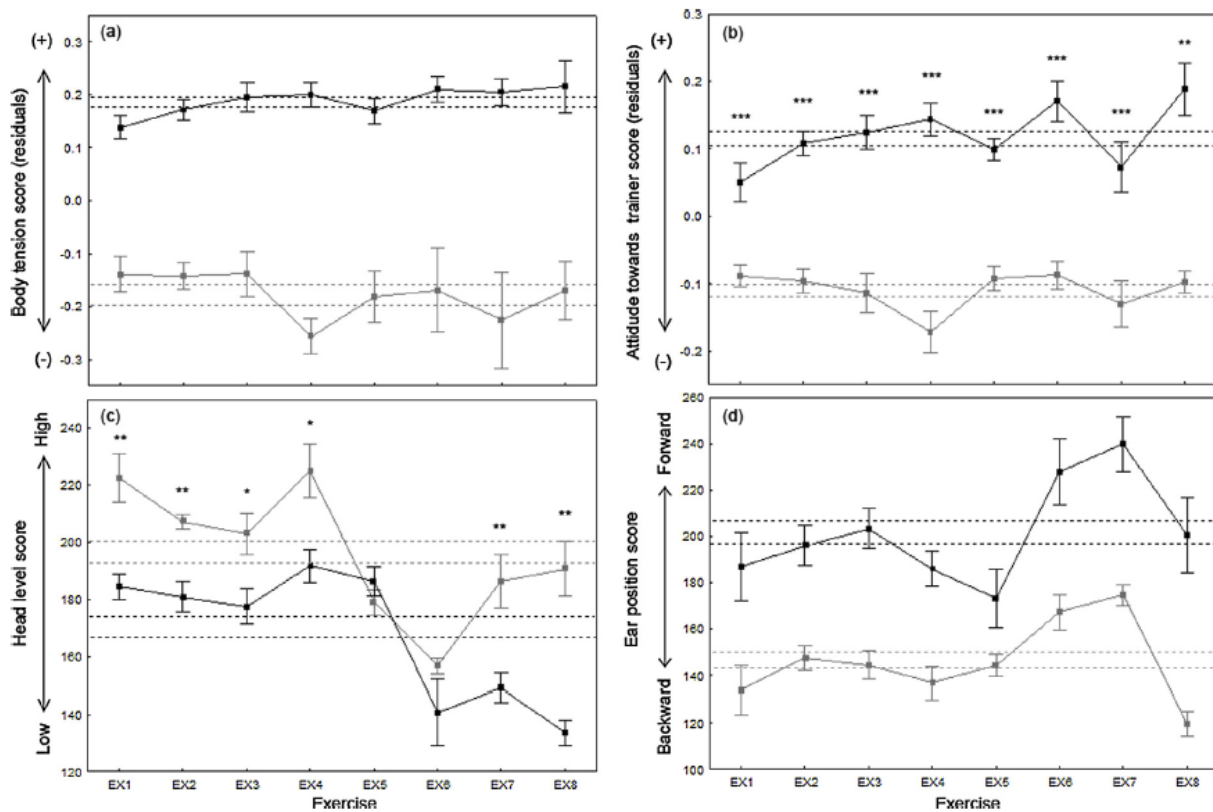 (a)
(+)
0.3
0.2
0.1
0.0
-0.1
-0.2
-0.3
(-)
Body tension score (residuals)
(b)
(+)
0.3
0.2
0.1
0.0
-0.1
-0.2
(-)
Attidude towards trainer score (residuals)
*** *** *** *** *** *** *** **
(c)
High
240
220
200
180
160
140
120
Low
Head level score
** ** * * ** **
EX1 EX2 EX3 EX4 EX5 EX6 EX7 EX8
Exercise
(d)
Forward
260
240
220
200
180
160
140
120
100
Backward
Ear position score
EX1 EX2 EX3 EX4 EX5 EX6 EX7 EX8
Exercise